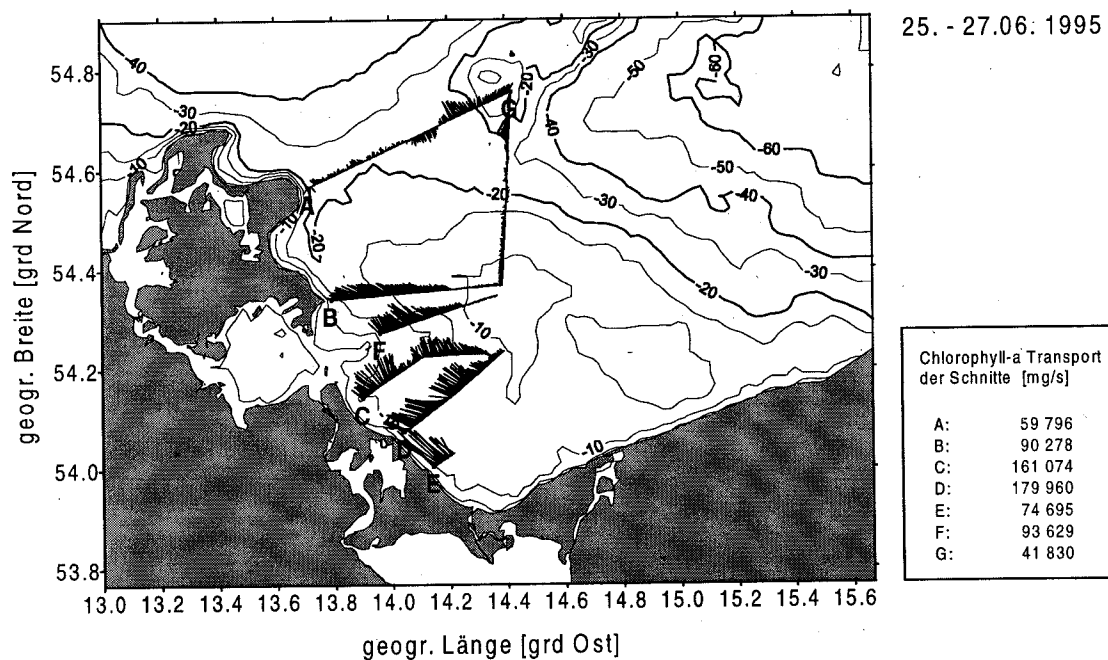 25. - 27.06. 1995
geogr. Breite [grd Nord]
54.8
54.6
54.4
54.2
54.0
53.8
-40
-30
-20
-10
-30
-20
-50
-60
-40
-50
-60
-40
-30
-20
-20
-30
-20
-10
-20
-10
-10
A
B
C
D
E
F
G
13.0 13.2 13.4 13.6 13.8 14.0 14.2 14.4 14.6 14.8 15.0 15.2 15.4 15.6
geogr. Länge [grd Ost]
Chlorophyll-a Transport
der Schnitte [mg/s]
A: 59 796
B: 90 278
C: 161 074
D: 179 960
E: 74 695
F: 93 629
G: 41 830